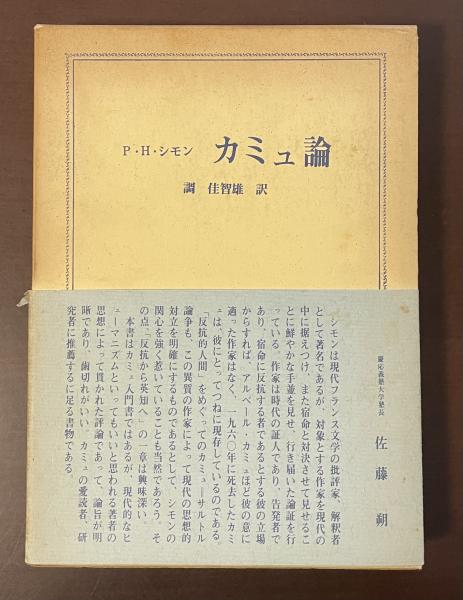 P・H・シモン カミュ論
調 佳智雄 訳
慶応義塾大学塾長 佐藤 朔
シモンは現代フランス文学の批評家、解釈者
として著名であるが、対象とする作家を現代の
中に据えつけ、また宿命と対決させて見せるこ
とに鮮やかな手並を見せ、行き届いた論証を行
っている。作家は時代の証人であり、告発者で
あり、宿命に反抗する者であるとする彼の立場
からすれば、アルベール・カミュほど彼の意に
適った作家はなく、一九六〇年に死去したカミ
ュは、彼にとってつねに現存しているのである。
「反抗的人間」をめぐってのカミュ―サルトル
論争も、この異質の作家によって現代の思想的
対立を明確にするものであるとして、シモンの
関心を強く惹いていることも当然であろう。そ
の点「反抗から英知へ」の一章は興味深い。
本書はカミュ入門書ではあるが、現代的なヒ
ューマニズムといってもいいと思われる著者の
思想によって貫かれた評論であって、論旨が明
晰であり、歯切れがいい。カミュの愛読者、研
究者に推薦するに足る書物である。